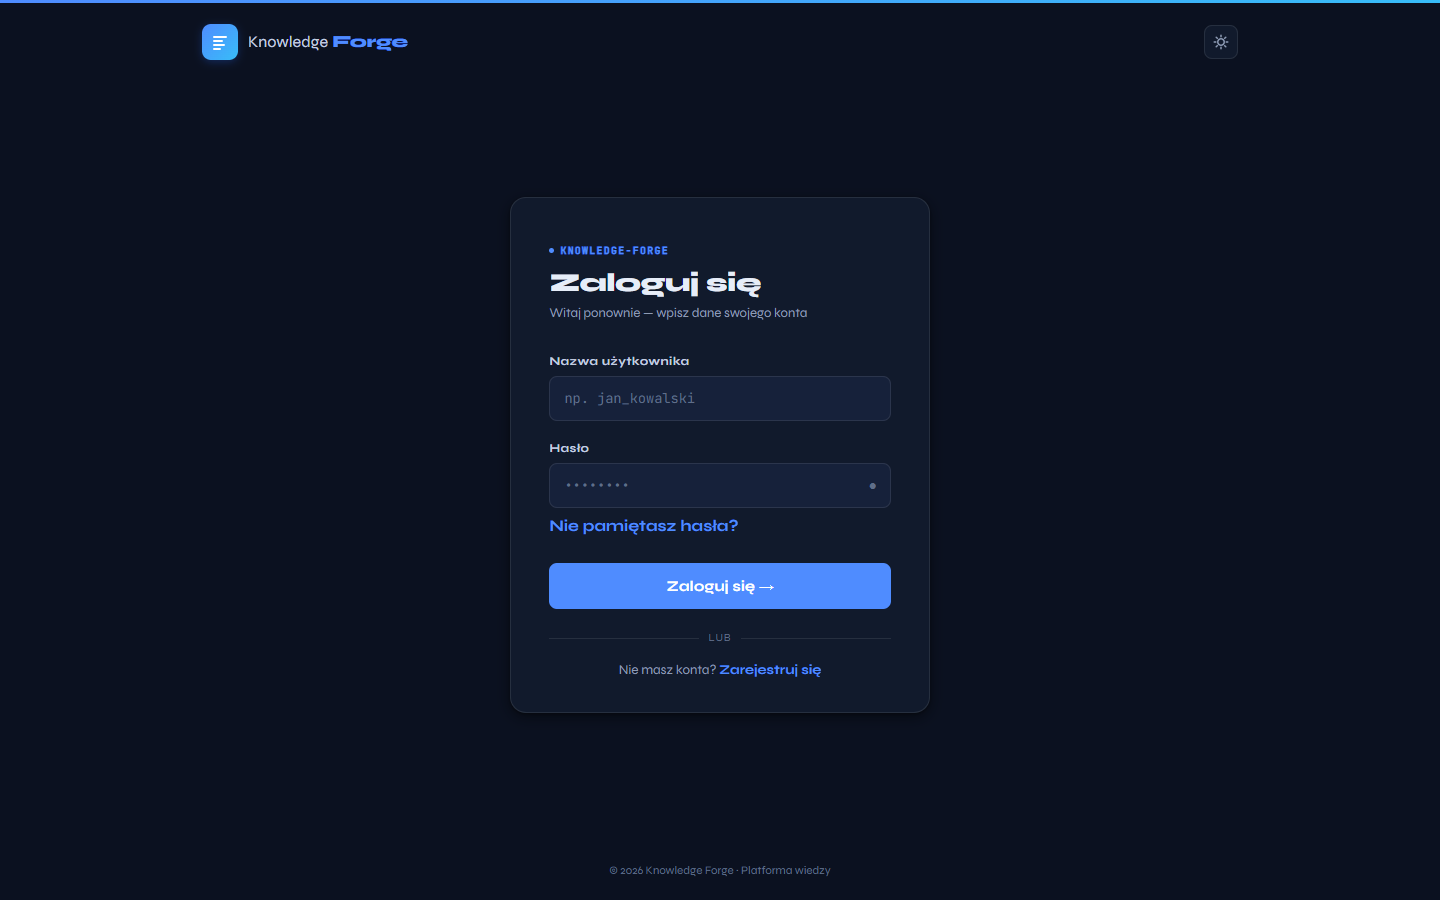 Knowledge Forge
KNOWLEDGE-FORGE
Zaloguj się
Witaj ponownie — wpisz dane swojego konta
Nazwa użytkownika
np. jan_kowalski
Hasło
••••••••
Nie pamiętasz hasła?
Zaloguj się →
LUB
Nie masz konta? Zarejestruj się
© 2026 Knowledge Forge · Platforma wiedzy